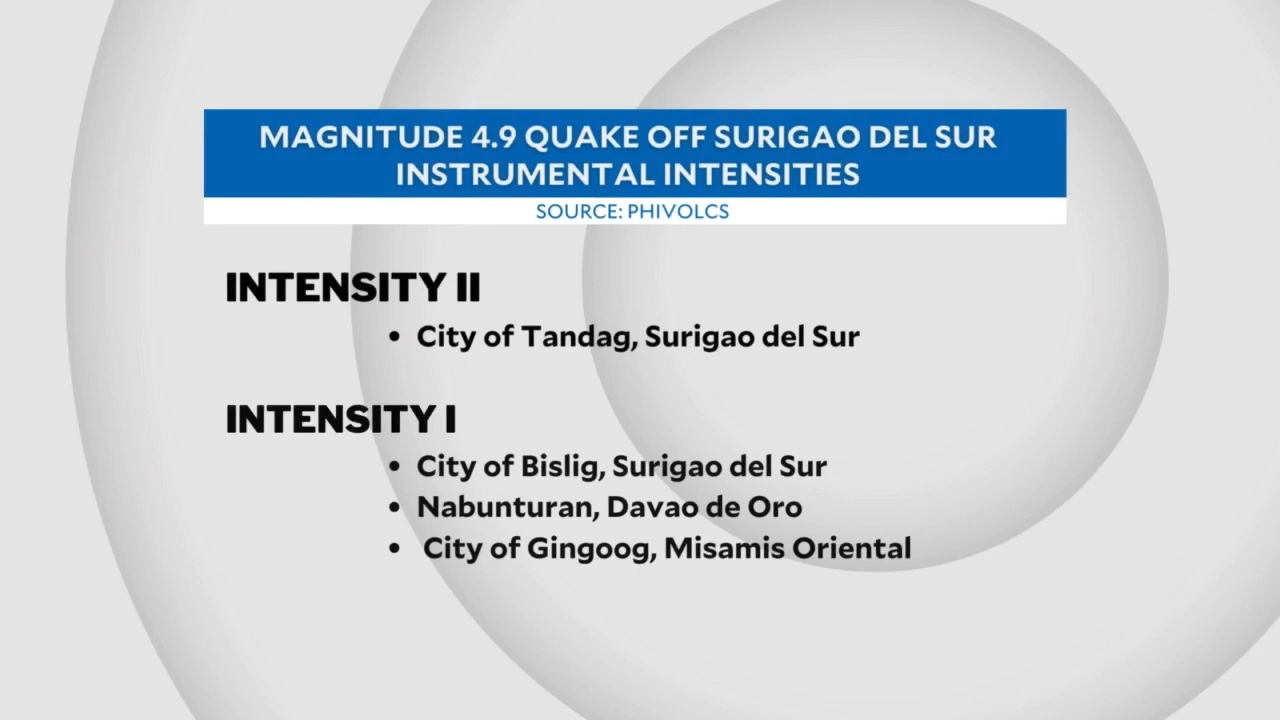 MAGNITUDE 4.9 QUAKE OFF SURIGAO DEL SUR
INSTRUMENTAL INTENSITIES
SOURCE: PHIVOLCS
INTENSITY II
• City of Tandag, Surigao del Sur
INTENSITY I
• City of Bislig, Surigao del Sur
• Nabunturan, Davao de Oro
• City of Gingoog, Misamis Oriental